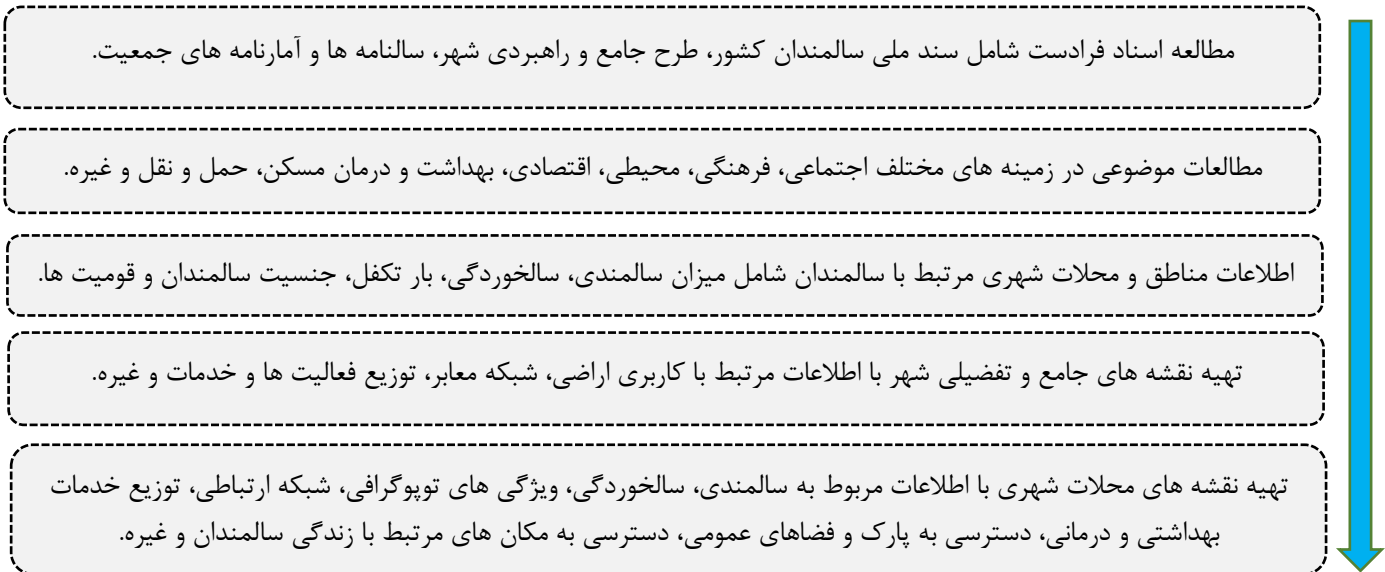 مطالعه اسناد فرادست شامل سند ملی سالمندان کشور، طرح جامع و راهبردی شهر، سالنامه ها و آمارنامه های جمعیت.
مطالعات موضوعی در زمینه های مختلف اجتماعی، فرهنگی، محیطی، اقتصادی، بهداشت و درمان مسکن، حمل و نقل و غیره.
اطلاعات مناطق و محلات شهری مرتبط با سالمندان شامل میزان سالمندی، سالخوردگی، بار تکفل، جنسیت سالمندان و قومیت ها.
تهیه نقشه های جامع و تفضیلی شهر با اطلاعات مرتبط با کاربری اراضی، شبکه معابر، توزیع فعالیت ها و خدمات و غیره.
تهیه نقشه های محلات شهری با اطلاعات مربوط به سالمندی، سالخوردگی، ویژگی های توپوگرافی، شبکه ارتباطی، توزیع خدمات
بهداشتی و درمانی، دسترسی به پارک و فضاهای عمومی، دسترسی به مکان های مرتبط با زندگی سالمندان و غیره.